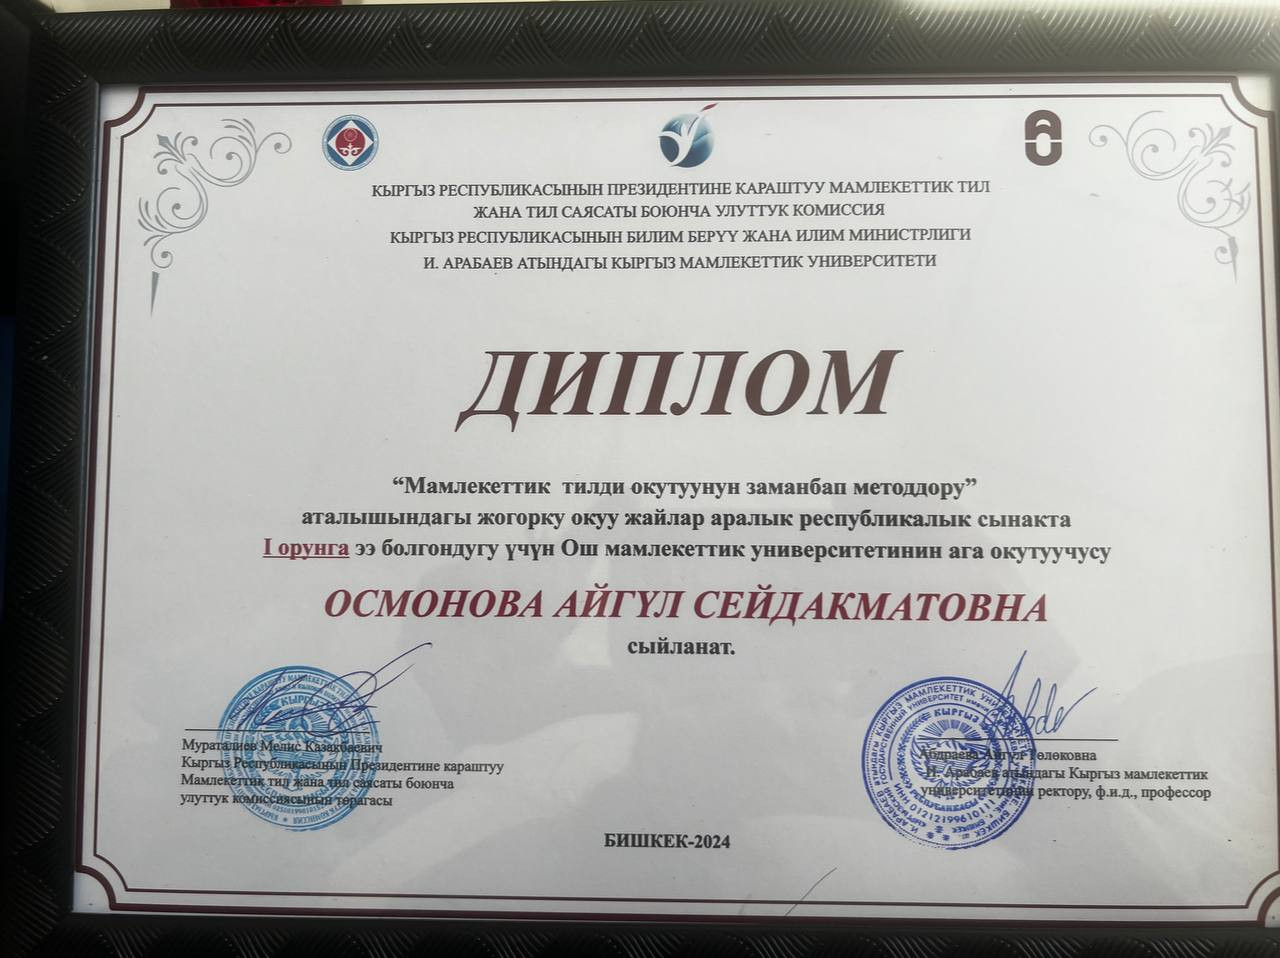 КЫРГЫЗ РЕСПУБЛИКАСЫНЫН ПРЕЗИДЕНТИНЕ КАРАШТУУ МАМЛЕКЕТТИК ТИЛ
ЖАНА ТИЛ САЯСАТЫ БОЮНЧА УЛУТТУК КОМИССИЯ
КЫРГЫЗ РЕСПУБЛИКАСЫНЫН БИЛИМ БЕРҮҮ ЖАНА ИЛИМ МИНИСТРЛИГИ
И. АРАБАЕВ АТЫНДАГЫ КЫРГЫЗ МАМЛЕКЕТТИК УНИВЕРСИТЕТИ
ДИПЛОМ
“Мамлекеттик тилди окутуунун заманбап методдору”
аталышындагы жогорку окуу жайлар аралык республикалык сынакта
I орунга ээ болгондугу үчүн Ош мамлекеттик университетинин ага окутуучусу
ОСМОНОВА АЙГҮЛ СЕЙДАКМАТОВНА
сыйланат.
Мураталиев Мелис Казакбаевич
Кыргыз Республикасынын Президентине караштуу
Мамлекеттик тил жана тил саясаты боюнча
улуттук комиссиясынын төрагасы
Абдраева Айгүл Төлөковна
И. Арабаев атындагы Кыргыз мамлекеттик
университетинин ректору, ф.и.д., профессор
БИШКЕК-2024